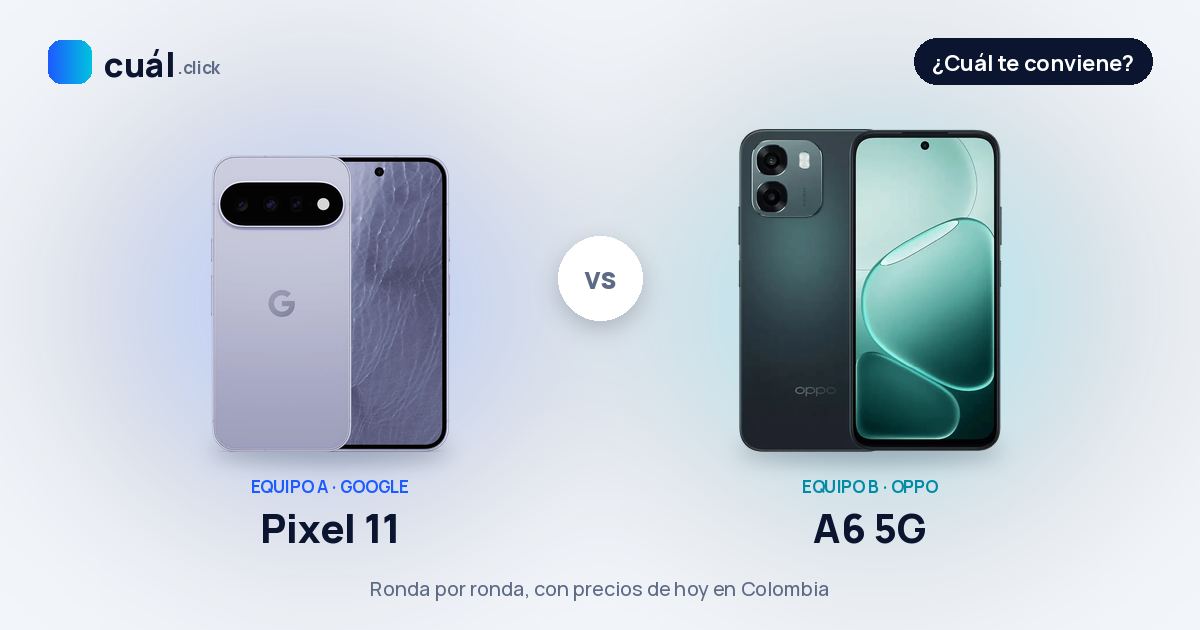 cuál.click
¿Cuál te conviene?
G
oppo
VS
EQUIPO A · GOOGLE
Pixel 11
EQUIPO B · OPPO
A6 5G
Ronda por ronda, con precios de hoy en Colombia